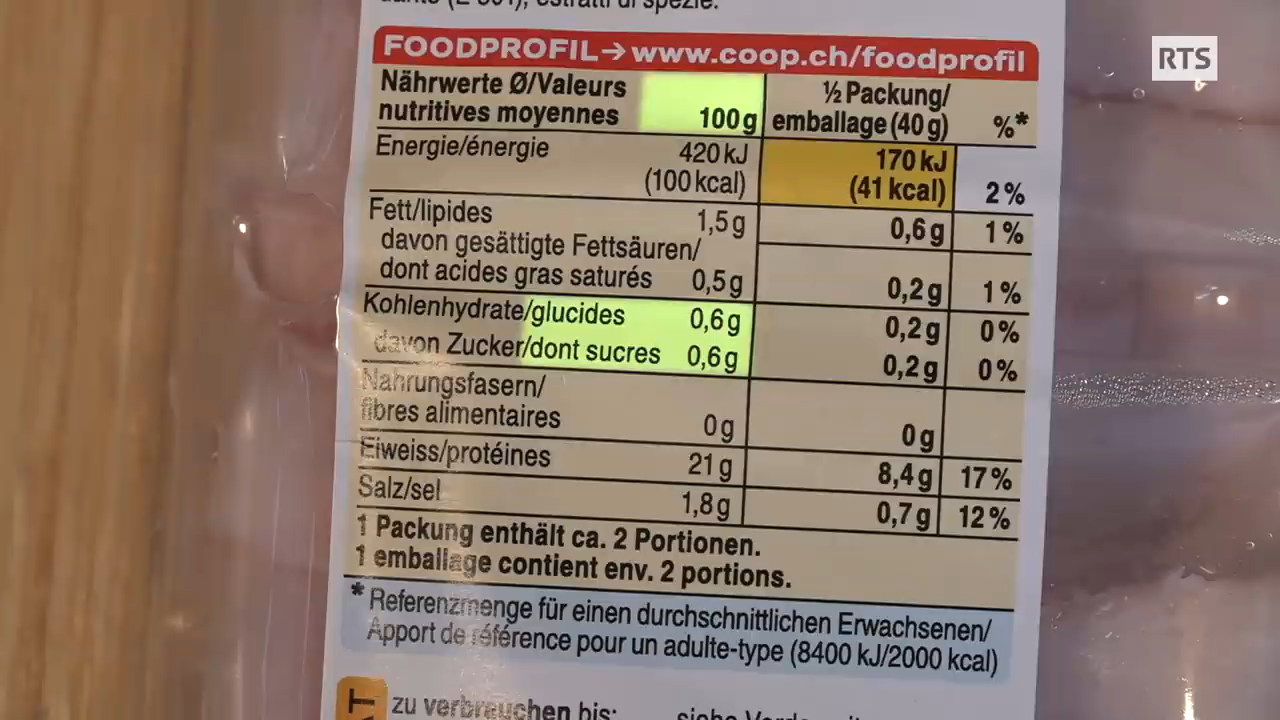 estratti di spezie.
FOODPROFIL→www.coop.ch/foodprofil
RTS
Nährwerte Ø/Valeurs
nutritives moyennes 100g ½ Packung/
emballage (40 g) %*
Energie/énergie 420 kJ 170 kJ
(100 kcal) (41 kcal) 2%
Fett/lipides 1,5g 0,6g 1%
davon gesättigte Fettsäuren/
dont acides gras saturés 0,5g 0,2g 1%
Kohlenhydrate/glucides 0,6g 0,2g 0%
davon Zucker/dont sucres 0,6g 0,2g 0%
Nahrungsfasern/
fibres alimentaires 0g 0g
Eiweiss/protéines 21g 8,4g 17%
Salz/sel 1,8g 0,7g 12%
1 Packung enthält ca. 2 Portionen.
1 emballage contient env. 2 portions.
* Referenzmenge für einen durchschnittlichen Erwachsenen/
Apport de référence pour un adulte-type (8400 kJ/2000 kcal)
zu verbrauchen bis: siehe